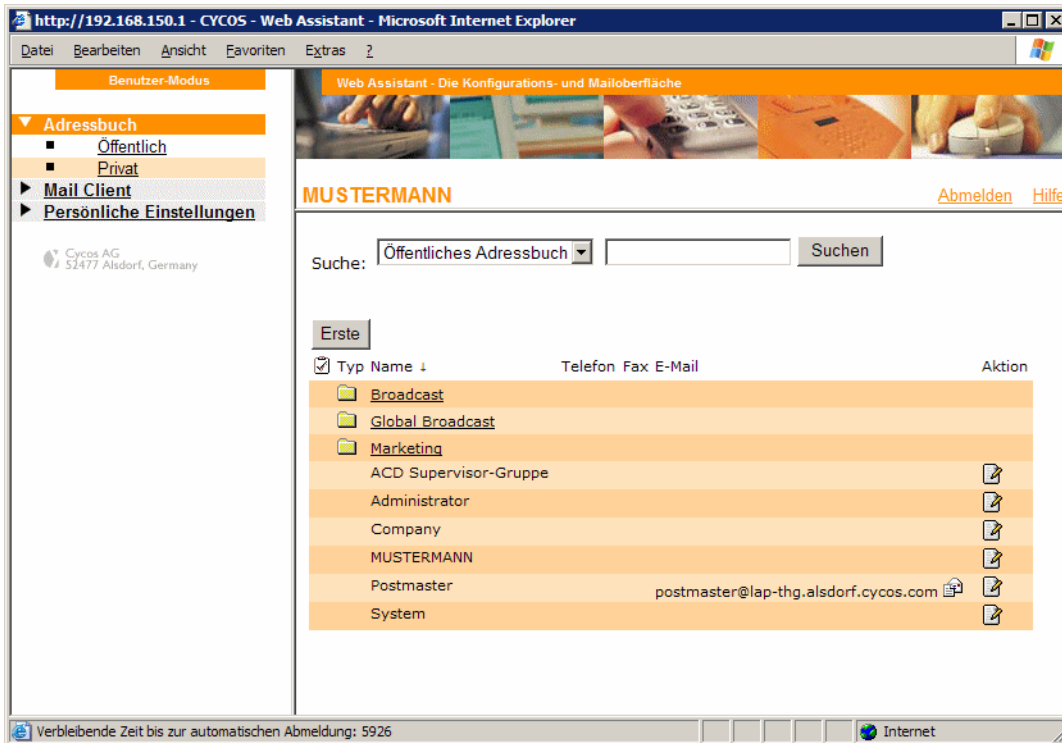 http://192.168.150.1 - CYCOS - Web Assistant - Microsoft Internet Explorer
Datei Bearbeiten Ansicht Favoriten Extras ?
Benutzer-Modus
Adressbuch
Öffentlich
Privat
Mail Client
Persönliche Einstellungen
Cycos AG
52477 Alsdorf, Germany
Web Assistant - Die Konfigurations- und Mailoberfläche
MUSTERMANN
Abmelden Hilfe
Suche: Öffentliches Adressbuch Suchen
Erste
Typ Name ↓ Telefon Fax E-Mail Aktion
Broadcast
Global Broadcast
Marketing
ACD Supervisor-Gruppe
Administrator
Company
MUSTERMANN
Postmaster postmaster@lap-thg.alsdorf.cycos.com
System
Verbleibende Zeit bis zur automatischen Abmeldung: 5926 Internet